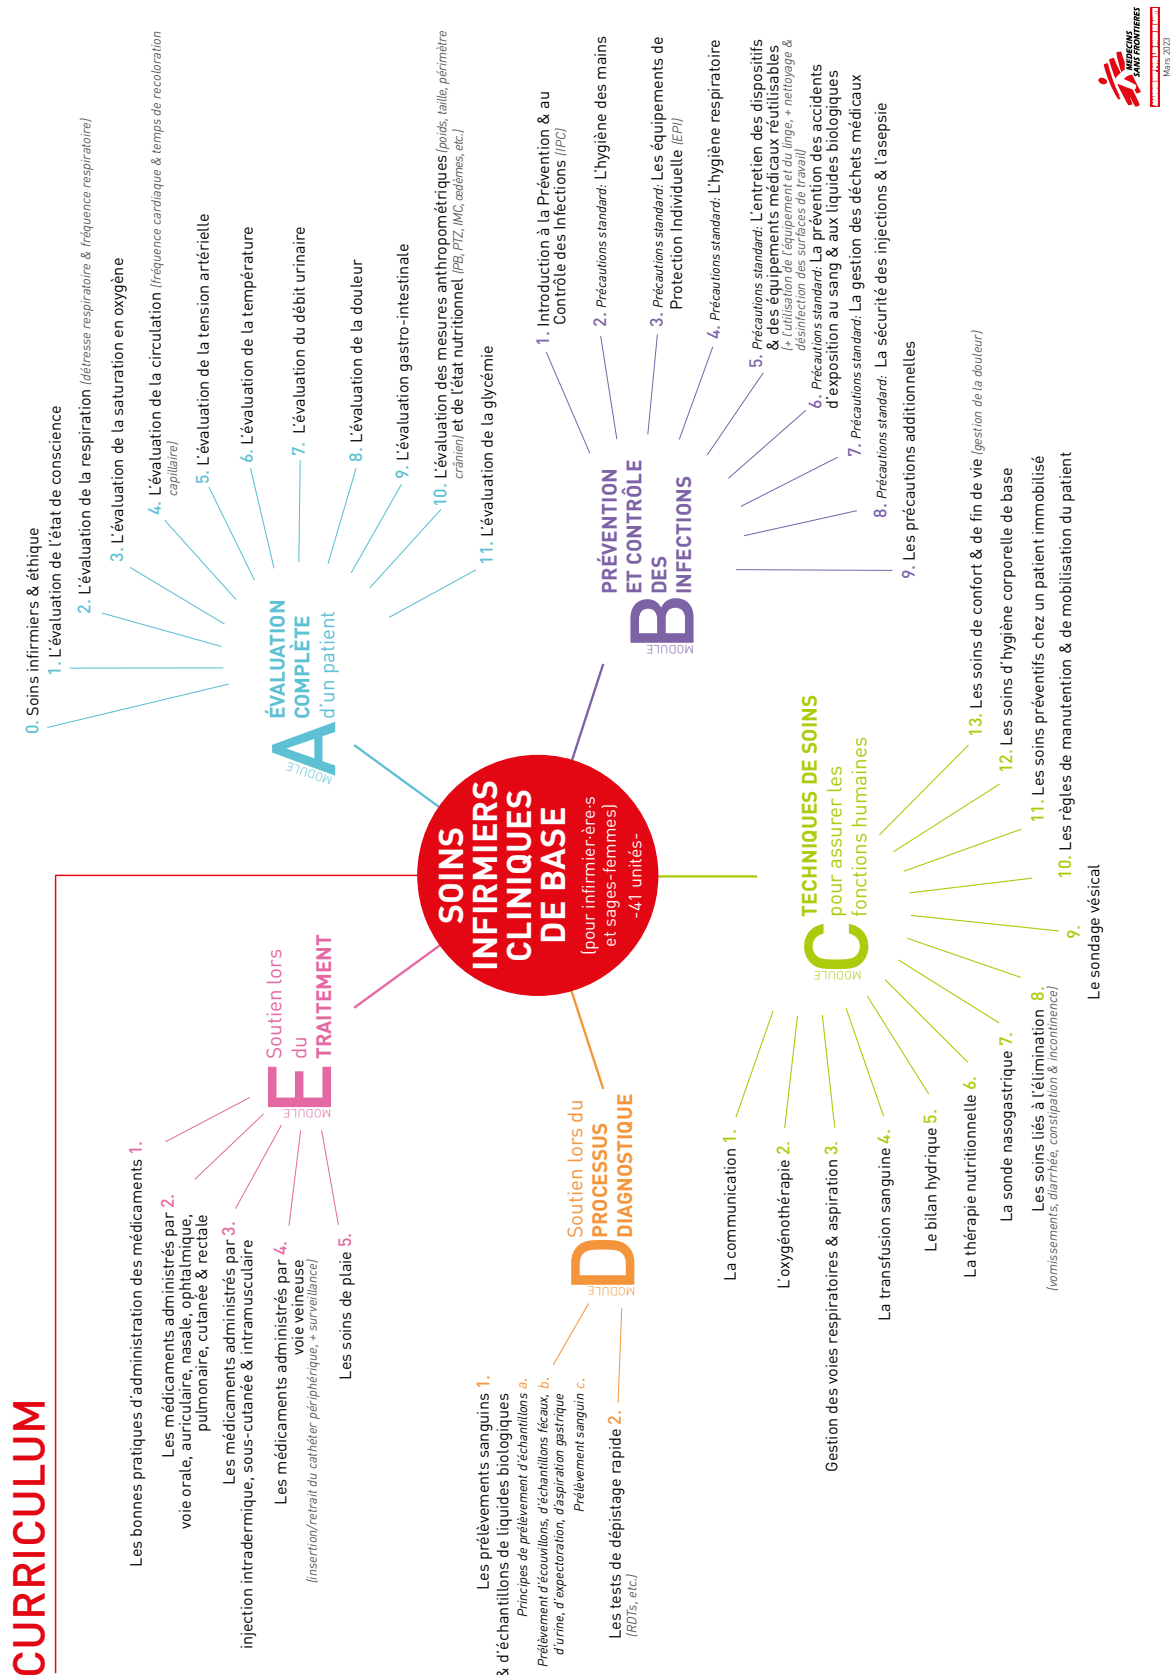 CURRICULUM
SOINS
INFIRMIERS
CLINIQUES
DE BASE
(pour infirmier·ère·s
et sages-femmes)
-41 unités-
MODULE
A
ÉVALUATION
COMPLÈTE
d'un patient
0. Soins infirmiers & éthique
1. L'évaluation de l'état de conscience
2. L'évaluation de la respiration (détresse respiratoire & fréquence respiratoire)
3. L'évaluation de la saturation en oxygène
4. L'évaluation de la circulation (fréquence cardiaque & temps de recoloration
capillaire)
5. L'évaluation de la tension artérielle
6. L'évaluation de la température
7. L'évaluation du débit urinaire
8. L'évaluation de la douleur
9. L'évaluation gastro-intestinale
10. L'évaluation des mesures anthropométriques (poids, taille, périmètre
crânien) et de l'état nutritionnel (PB, PTZ, IMC, œdèmes, etc.)
11. L'évaluation de la glycémie
MODULE
B
PRÉVENTION
ET CONTRÔLE
DES
INFECTIONS
1. Introduction à la Prévention & au
Contrôle des Infections (IPC)
2. Précautions standard: L'hygiène des mains
3. Précautions standard: Les équipements de
Protection Individuelle (EPI)
4. Précautions standard: L'hygiène respiratoire
5. Précautions standard: L'entretien des dispositifs
& des équipements médicaux réutilisables
(+ l'utilisation de l'équipement et du linge, + nettoyage &
désinfection des surfaces de travail)
6. Précautions standard: La prévention des accidents
d'exposition au sang & aux liquides biologiques
7. Précautions standard: La gestion des déchets médicaux
8. Précautions standard: La sécurité des injections & l'asepsie
9. Les précautions additionnelles
MODULE
C
TECHNIQUES DE SOINS
pour assurer les
fonctions humaines
La communication 1.
L'oxygénothérapie 2.
Gestion des voies respiratoires & aspiration 3.
La transfusion sanguine 4.
Le bilan hydrique 5.
La thérapie nutritionnelle 6.
La sonde nasogastrique 7.
Les soins liés à l'élimination 8.
(vomissements, diarrhée, constipation & incontinence)
9.
Le sondage vésical
10. Les règles de manutention & de mobilisation du patient
11. Les soins préventifs chez un patient immobilisé
12. Les soins d'hygiène corporelle de base
13. Les soins de confort & de fin de vie (gestion de la douleur)
MODULE
D
Soutien lors du
PROCESSUS
DIAGNOSTIQUE
Les prélèvements sanguins 1.
& d'échantillons de liquides biologiques
Principes de prélèvement d'échantillons a.
Prélèvement d'écouvillons, d'échantillons fécaux, b.
d'urine, d'expectoration, d'aspiration gastrique
Prélèvement sanguin c.
Les tests de dépistage rapide 2.
(RDTs, etc.)
MODULE
E
Soutien lors
du
TRAITEMENT
Les bonnes pratiques d'administration des médicaments 1.
Les médicaments administrés par 2.
voie orale, auriculaire, nasale, ophtalmique,
pulmonaire, cutanée & rectale
Les médicaments administrés par 3.
injection intradermique, sous-cutanée & intramusculaire
Les médicaments administrés par 4.
voie veineuse
(insertion/retrait du cathéter périphérique, + surveillance)
Les soins de plaie 5.
MEDECINS
SANS FRONTIERES
Mars 2023